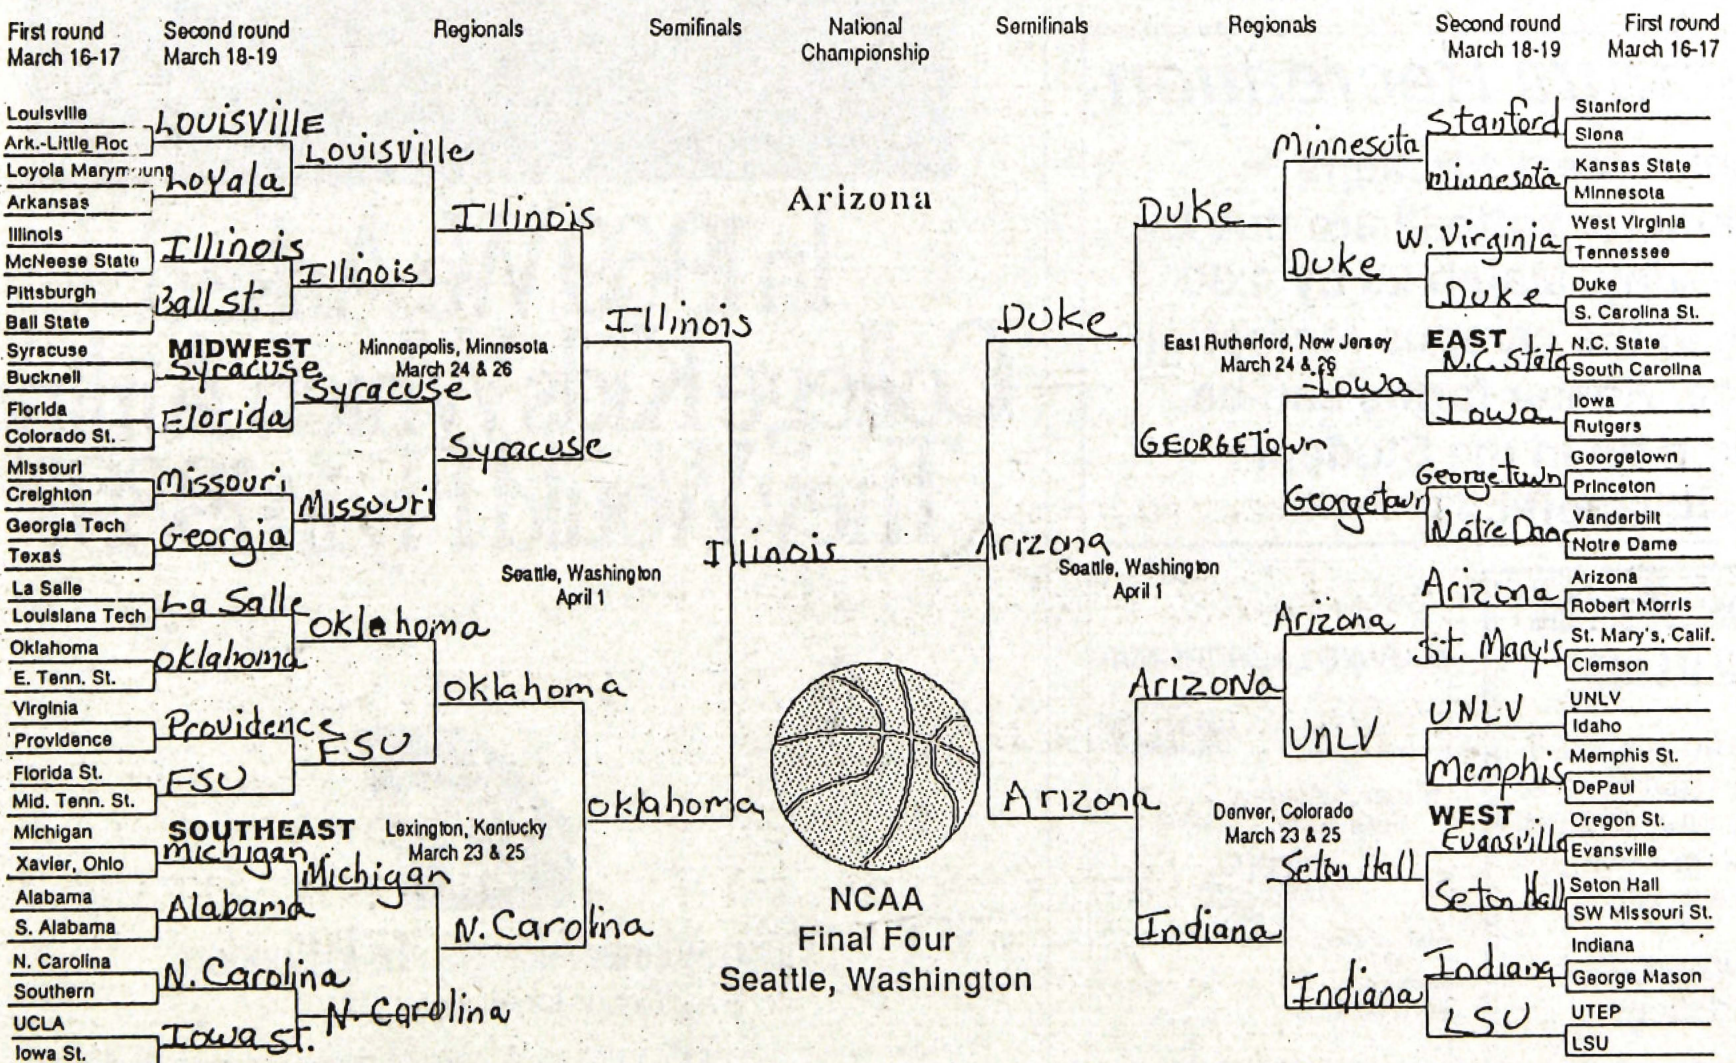 First round
March 16-17
Second round
March 18-19
Regionals
Semifinals
National
Championship
Semifinals
Regionals
Second round
March 18-19
First round
March 16-17
Louisville
Ark.-Little Roc
Loyola Marymount
Arkansas
Illinois
McNeese State
Pittsburgh
Ball State
Syracuse
Bucknell
Florida
Colorado St.
Missouri
Creighton
Georgia Tech
Texas
La Salle
Louisiana Tech
Oklahoma
E. Tenn. St.
Virginia
Providence
Florida St.
Mid. Tenn. St.
Michigan
Xavier, Ohio
Alabama
S. Alabama
N. Carolina
Southern
UCLA
Iowa St.
LOUISVILLE
Loyala
Illinois
Ball St.
MIDWEST
Syracuse
Florida
Missouri
Georgia
La Salle
Oklahoma
Providence
FSU
SOUTHEAST
Michigan
Alabama
N. Carolina
Iowa St.
Louisville
Illinois
Minneapolis, Minnesota
March 24 & 26
Syracuse
Missouri
Oklahoma
FSU
Lexington, Kentucky
March 23 & 25
Michigan
N. Carolina
Illinois
Syracuse
Oklahoma
N. Carolina
Illinois
Seattle, Washington
April 1
Oklahoma
Illinois
Arizona
NCAA
Final Four
Seattle, Washington
Arizona
Duke
Seattle, Washington
April 1
Arizona
Duke
GEORGETOWN
Arizona
Indiana
Minnesota
Duke
East Rutherford, New Jersey
March 24 & 26
Iowa
Georgetown
Arizona
UNLV
Denver, Colorado
March 23 & 25
Seton Hall
Indiana
Stanford
Minnesota
W. Virginia
Duke
EAST
N.C. State
Iowa
Georgetown
Notre Dame
Arizona
St. Mary's
UNLV
Memphis
WEST
Evansville
Seton Hall
Indiana
LSU
Stanford
Siena
Kansas State
Minnesota
West Virginia
Tennessee
Duke
S. Carolina St.
N.C. State
South Carolina
Iowa
Rutgers
Georgetown
Princeton
Vanderbilt
Notre Dame
Arizona
Robert Morris
St. Mary's, Calif.
Clemson
UNLV
Idaho
Memphis St.
DePaul
Oregon St.
Evansville
Seton Hall
SW Missouri St.
Indiana
George Mason
UTEP
LSU